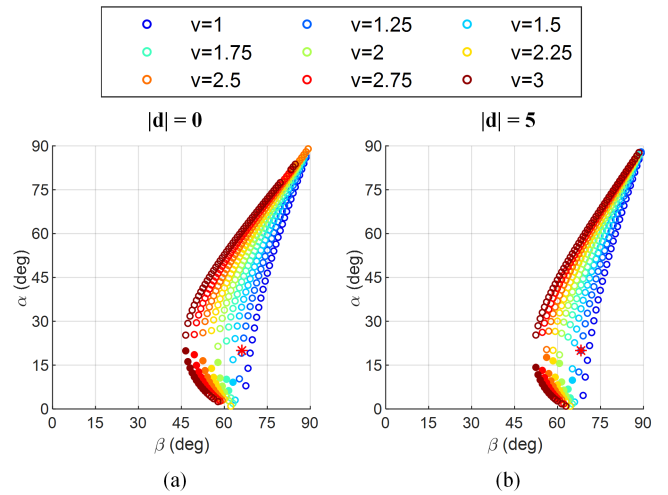 v=1 v=1.25 v=1.5
v=1.75 v=2 v=2.25
v=2.5 v=2.75 v=3
|d| = 0 |d| = 5
90 90
75 75
60 60
45 45
30 30
15 15
0 0
α (deg) α (deg)
0 15 30 45 60 75 90 0 15 30 45 60 75 90
β (deg) β (deg)
(a) (b)